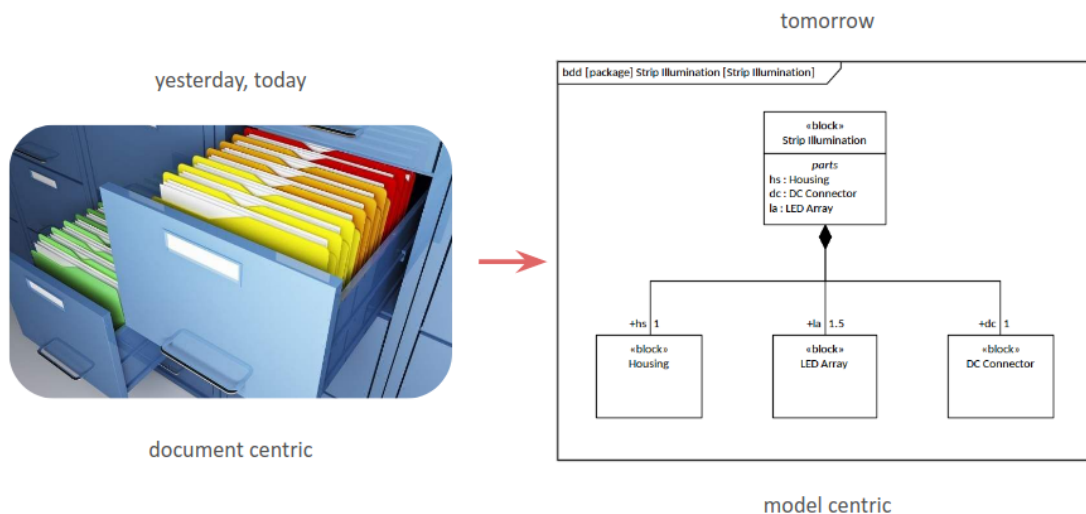 yesterday, today
document centric
tomorrow
bdd [package] Strip Illumination [Strip Illumination]
«block»
Strip Illumination
parts
hs : Housing
dc : DC Connector
la : LED Array
+hs 1
+la 1.5
+dc 1
«block»
Housing
«block»
LED Array
«block»
DC Connector
model centric